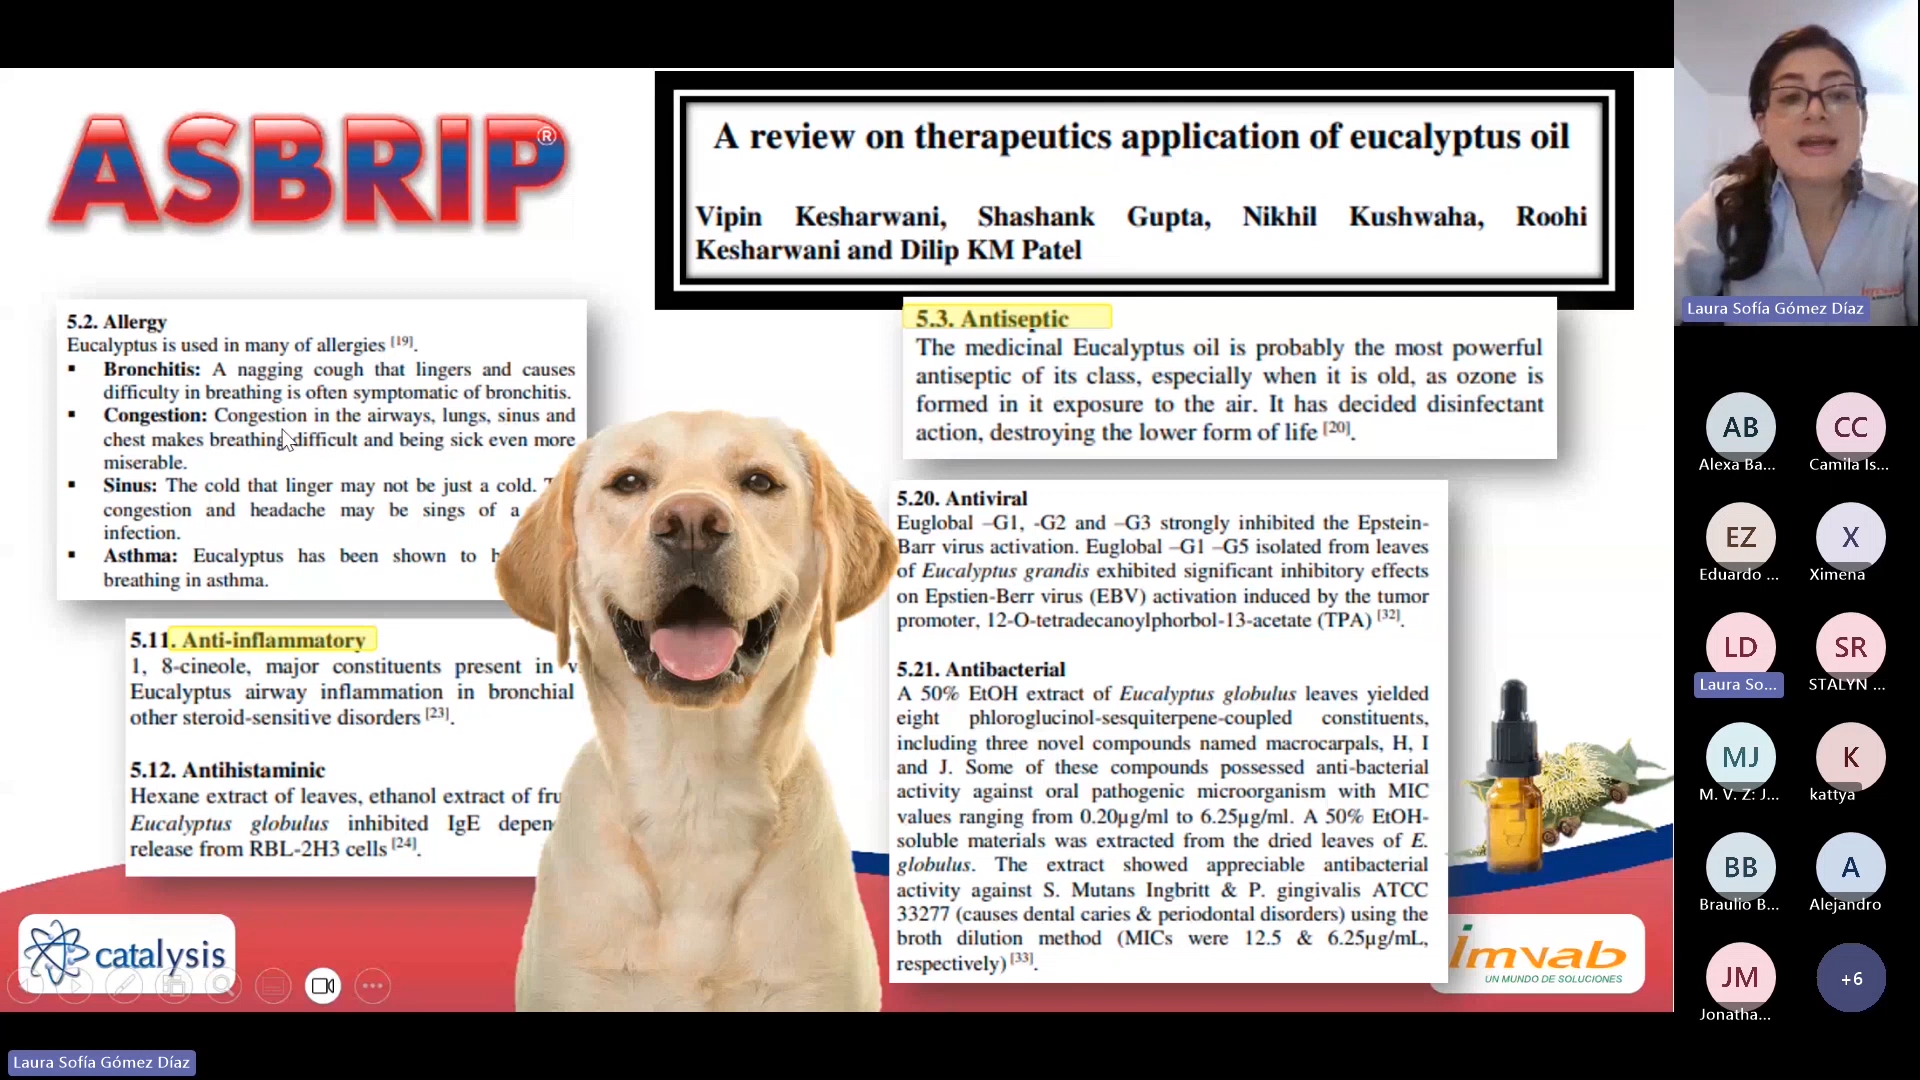 ASBRIP®
A review on therapeutics application of eucalyptus oil
Vipin Kesharwani, Shashank Gupta, Nikhil Kushwaha, Roohi
Kesharwani and Dilip KM Patel
5.2. Allergy
Eucalyptus is used in many of allergies [19].
▪ Bronchitis: A nagging cough that lingers and causes
difficulty in breathing is often symptomatic of bronchitis.
▪ Congestion: Congestion in the airways, lungs, sinus and
chest makes breathing difficult and being sick even more
miserable.
▪ Sinus: The cold that linger may not be just a cold.
congestion and headache may be sings of a
infection.
▪ Asthma: Eucalyptus has been shown to
breathing in asthma.
5.11. Anti-inflammatory
1, 8-cineole, major constituents present in
Eucalyptus airway inflammation in bronchial
other steroid-sensitive disorders [23].
5.12. Antihistaminic
Hexane extract of leaves, ethanol extract of
Eucalyptus globulus inhibited IgE
release from RBL-2H3 cells [24].
5.3. Antiseptic
The medicinal Eucalyptus oil is probably the most powerful
antiseptic of its class, especially when it is old, as ozone is
formed in it exposure to the air. It has decided disinfectant
action, destroying the lower form of life [20].
5.20. Antiviral
Euglobal –G1, -G2 and –G3 strongly inhibited the Epstein-
Barr virus activation. Euglobal –G1 –G5 isolated from leaves
of Eucalyptus grandis exhibited significant inhibitory effects
on Epstien-Berr virus (EBV) activation induced by the tumor
promoter, 12-O-tetradecanoylphorbol-13-acetate (TPA) [32].
5.21. Antibacterial
A 50% EtOH extract of Eucalyptus globulus leaves yielded
eight phloroglucinol-sesquiterpene-coupled constituents,
including three novel compounds named macrocarpals, H, I
and J. Some of these compounds possessed anti-bacterial
activity against oral pathogenic microorganism with MIC
values ranging from 0.20µg/ml to 6.25µg/ml. A 50% EtOH-
soluble materials was extracted from the dried leaves of E.
globulus. The extract showed appreciable antibacterial
activity against S. Mutans Ingbritt & P. gingivalis ATCC
33277 (causes dental caries & periodontal disorders) using the
broth dilution method (MICs were 12.5 & 6.25µg/mL,
respectively) [33].
catalysis
imvab
UN MUNDO DE SOLUCIONES
Laura Sofía Gómez Díaz
Laura Sofía Gómez Díaz
AB
Alexa Ba...
CC
Camila Is...
EZ
Eduardo ...
X
Ximena
LD
Laura So...
SR
STALYN ...
MJ
M. V. Z: J...
K
kattya
BB
Braulio B...
A
Alejandro
JM
Jonatha...
+6